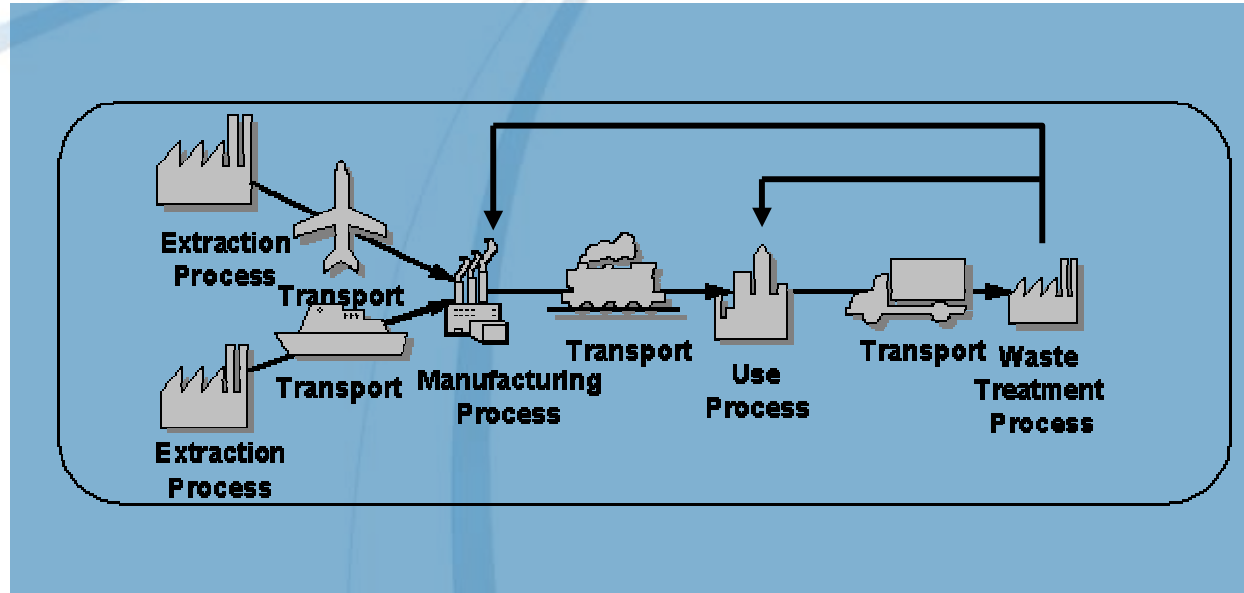 Extraction
Process
Transport
Extraction
Process
Transport
Manufacturing
Process
Transport
Use
Process
Transport
Waste
Treatment
Process